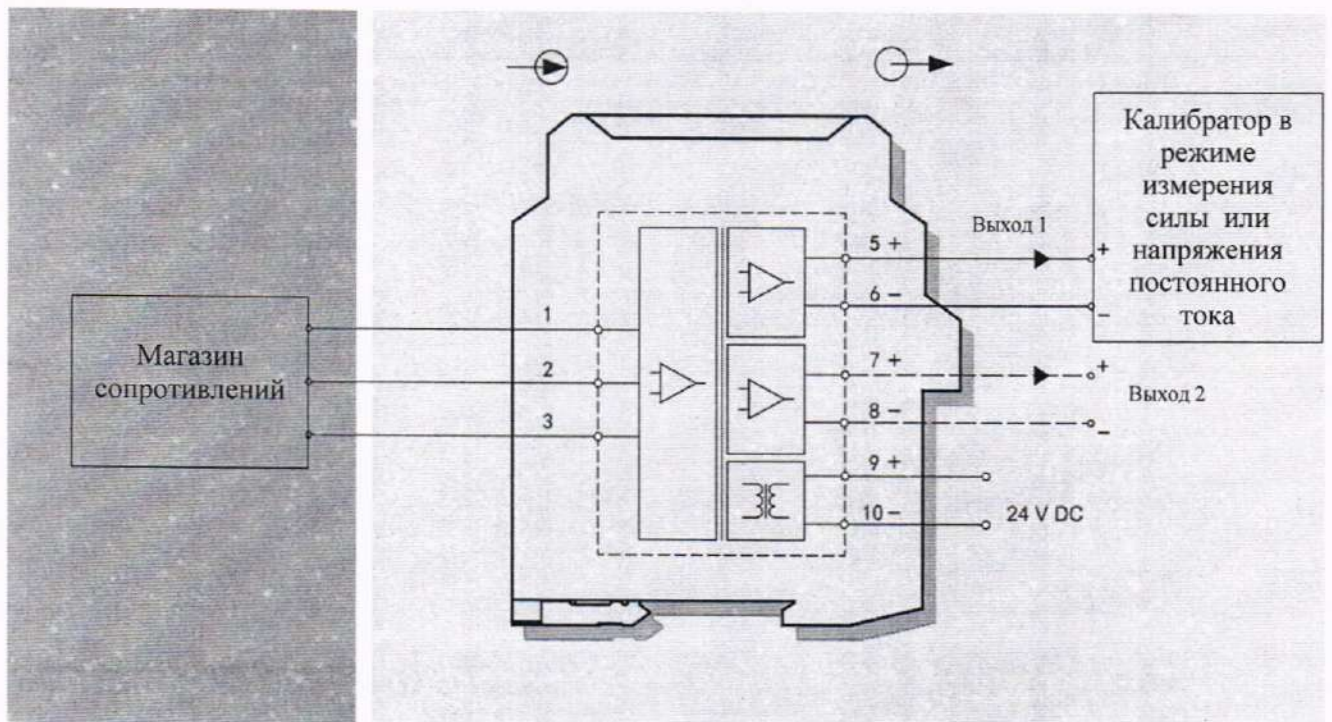 Магазин
сопротивлений
1
2
3
5 +
6 –
7 +
8 –
9 +
10 –
Выход 1
+
–
Калибратор в
режиме
измерения
силы или
напряжения
постоянного
тока
+
Выход 2
–
24 V DC